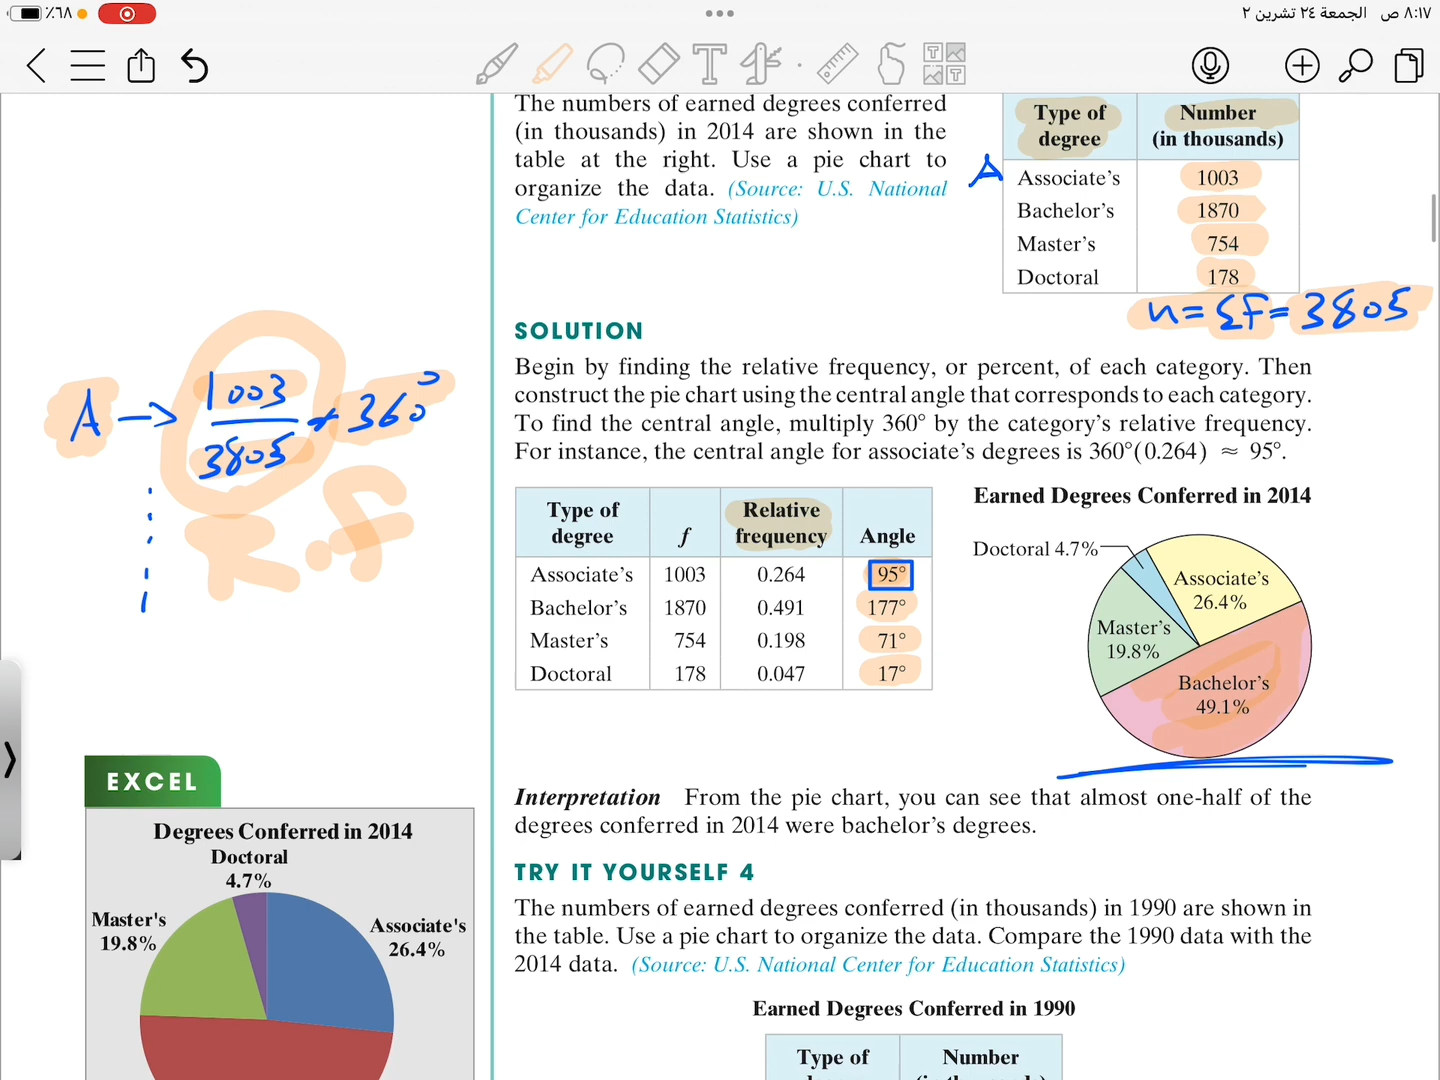 ٪٦٨
٨:١٧ ص الجمعة ٢٤ تشرين ٢
The numbers of earned degrees conferred
(in thousands) in 2014 are shown in the
table at the right. Use a pie chart to
organize the data. (Source: U.S. National
Center for Education Statistics)
Type of degree Number (in thousands)
A Associate's 1003
Bachelor's 1870
Master's 754
Doctoral 178
n = Σf = 3805
SOLUTION
Begin by finding the relative frequency, or percent, of each category. Then
construct the pie chart using the central angle that corresponds to each category.
To find the central angle, multiply 360° by the category's relative frequency.
For instance, the central angle for associate's degrees is 360°(0.264) ≈ 95°.
A → 1003/3805 * 360°
r.f
Type of degree f Relative frequency Angle
Associate's 1003 0.264 95°
Bachelor's 1870 0.491 177°
Master's 754 0.198 71°
Doctoral 178 0.047 17°
Earned Degrees Conferred in 2014
Doctoral 4.7%
Associate's
26.4%
Master's
19.8%
Bachelor's
49.1%
Interpretation From the pie chart, you can see that almost one-half of the
degrees conferred in 2014 were bachelor's degrees.
EXCEL
Degrees Conferred in 2014
Doctoral
4.7%
Master's
19.8%
Associate's
26.4%
TRY IT YOURSELF 4
The numbers of earned degrees conferred (in thousands) in 1990 are shown in
the table. Use a pie chart to organize the data. Compare the 1990 data with the
2014 data. (Source: U.S. National Center for Education Statistics)
Earned Degrees Conferred in 1990
Type of Number